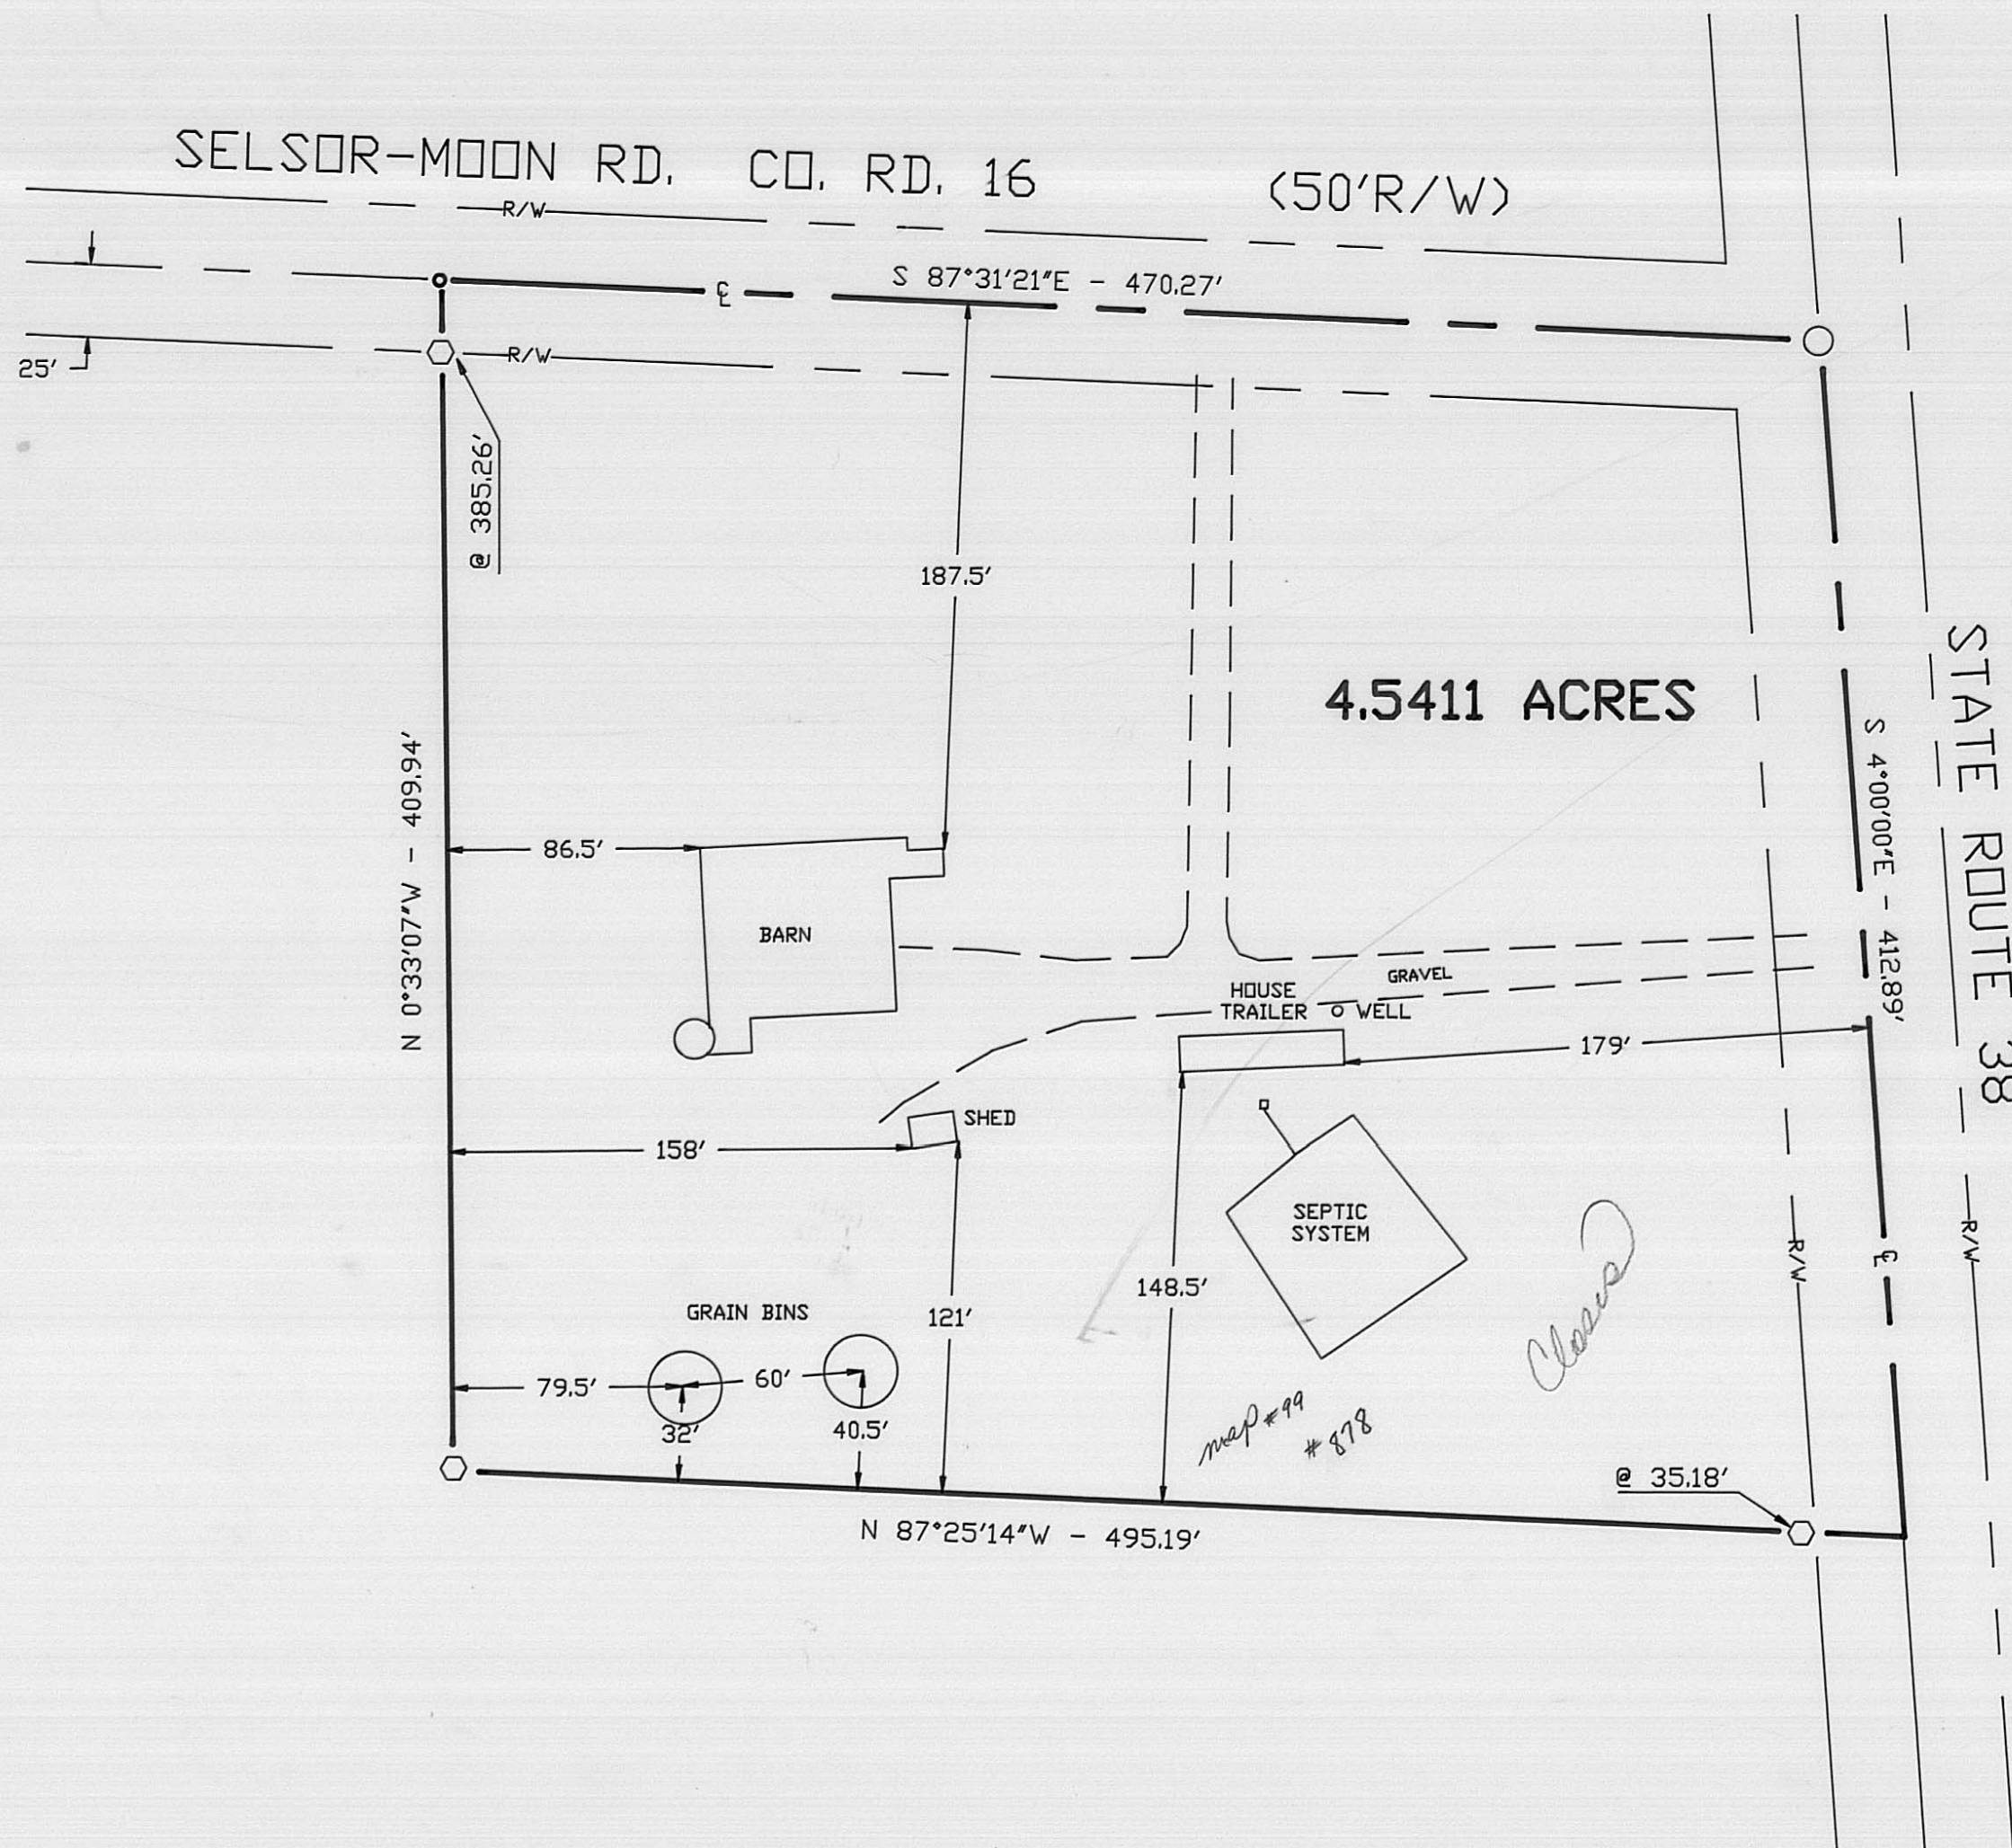 SELSOR-MOON RD. CO. RD. 16 (50'R/W)
R/W
S 87°31'21"E - 470.27'
℄
25'
R/W
@ 385.26'
187.5'
4.5411 ACRES
STATE ROUTE 38
S 4°00'00"E - 412.89'
N 0°33'07"W - 409.94'
86.5'
BARN
GRAVEL
HOUSE
TRAILER
WELL
179'
SHED
158'
SEPTIC
SYSTEM
R/W
℄
R/W
148.5'
121'
GRAIN BINS
79.5'
60'
32'
40.5'
Closes
map #99
#878
@ 35.18'
N 87°25'14"W - 495.19'